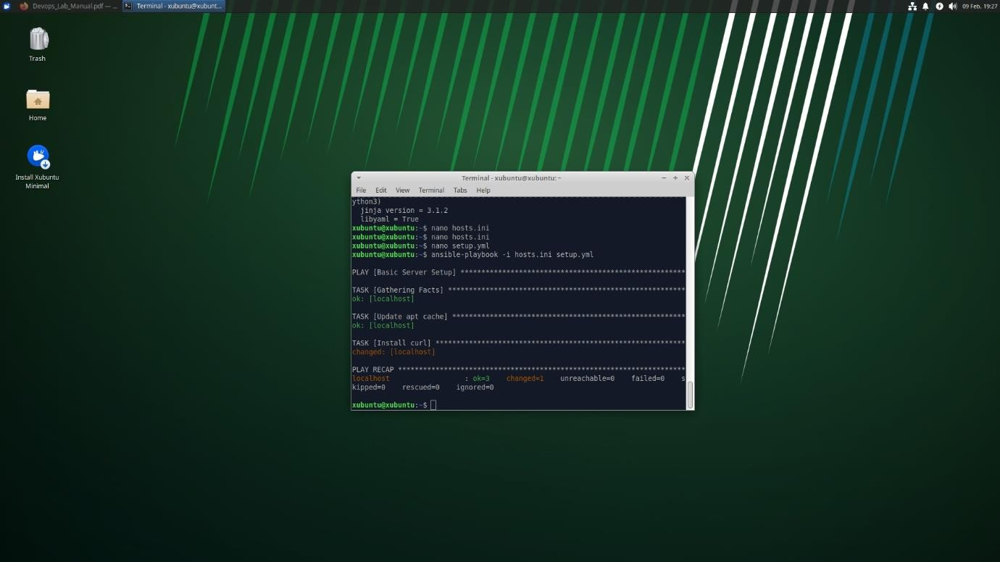 Devops_Lab_Manual.pdf — ...
Terminal - xubuntu@xubunt...
09 Feb, 19:27
Trash
Home
Install Xubuntu
Minimal
Terminal - xubuntu@xubuntu: ~
File Edit View Terminal Tabs Help
ython3)
  jinja version = 3.1.2
  libyaml = True
xubuntu@xubuntu:~$ nano hosts.ini
xubuntu@xubuntu:~$ nano hosts.ini
xubuntu@xubuntu:~$ nano setup.yml
xubuntu@xubuntu:~$ ansible-playbook -i hosts.ini setup.yml
PLAY [Basic Server Setup] ******************************************************
TASK [Gathering Facts] *********************************************************
ok: [localhost]
TASK [Update apt cache] ********************************************************
ok: [localhost]
TASK [Install curl] ************************************************************
changed: [localhost]
PLAY RECAP *********************************************************************
localhost                  : ok=3    changed=1    unreachable=0    failed=0    s
kipped=0    rescued=0    ignored=0
xubuntu@xubuntu:~$